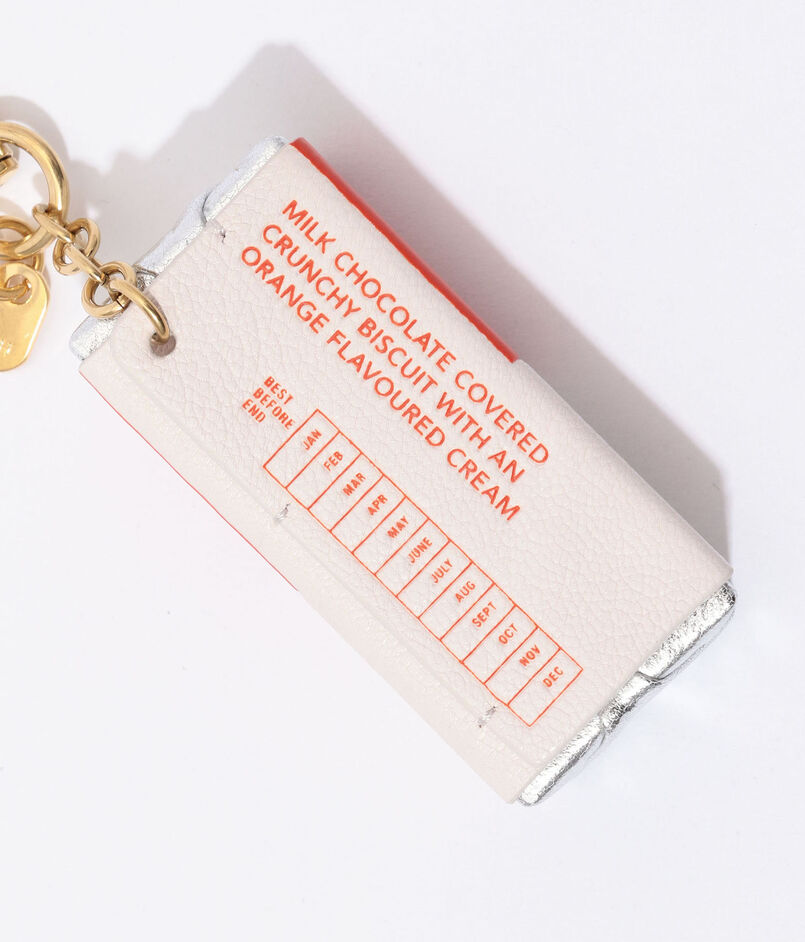 MILK CHOCOLATE COVERED
CRUNCHY BISCUIT WITH AN
ORANGE FLAVOURED CREAM
BEST
BEFORE
END
JAN
FEB
MAR
APR
MAY
JUNE
JULY
AUG
SEPT
OCT
NOV
DEC